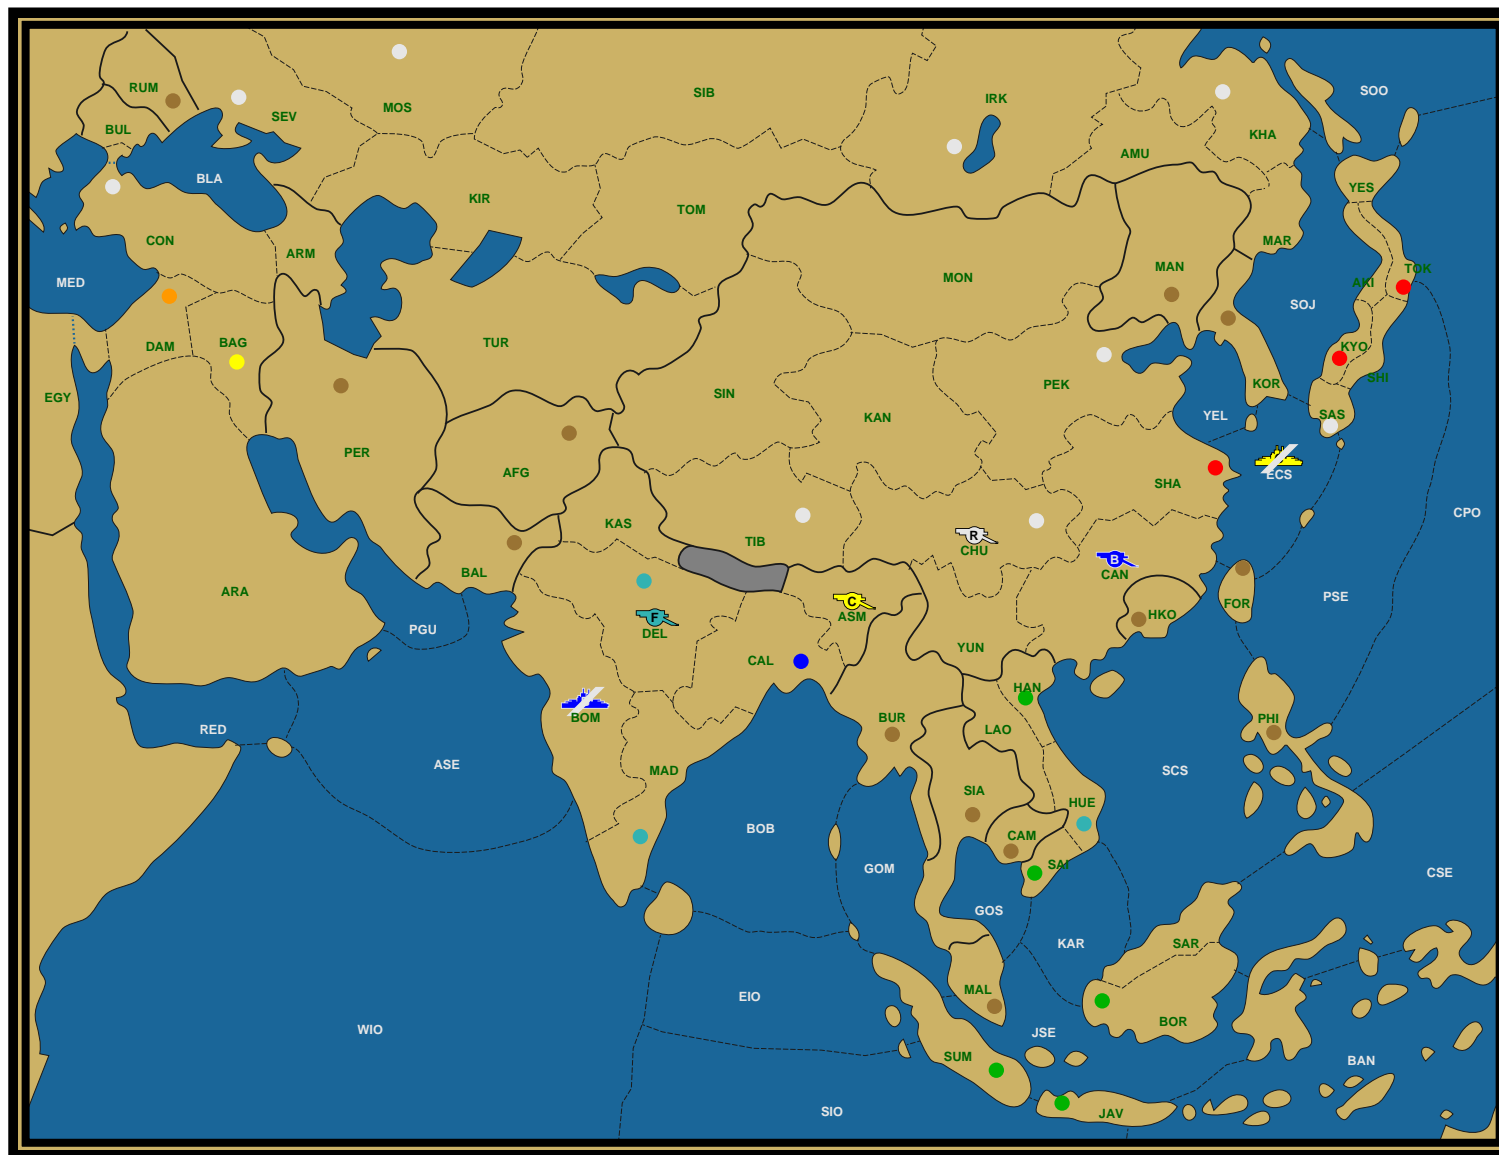 SOO
RUM
SIB
IRK
MOS
SEV
BUL
KHA
AMU
BLA
YES
KIR
TOM
CON
MAR
ARM
MAN
TOK
MON
MED
AKI
SOJ
BAG
TUR
DAM
KYO
SHI
PEK
KOR
SIN
EGY
KAN
YEL
SAS
PER
AFG
ECS
SHA
CPO
KAS
R
TIB
CHU
B
BAL
CAN
ARA
PSE
C
FOR
F
ASM
HKO
PGU
DEL
YUN
CAL
HAN
BUR
BOM
PHI
RED
LAO
ASE
MAD
SCS
SIA
HUE
BOB
CAM
SAI
GOM
CSE
GOS
KAR
SAR
MAL
EIO
BOR
WIO
JSE
SUM
BAN
SIO
JAV